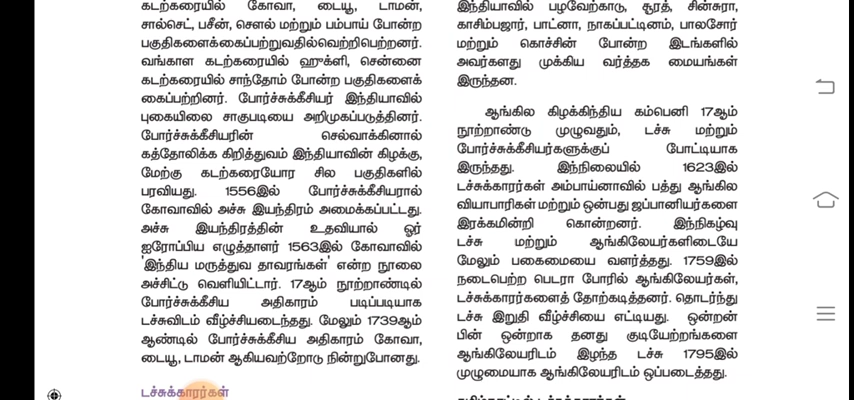 கடற்கரையில் கோவா, டையூ, டாமன்,
சால்செட், பசீன், சௌல் மற்றும் பம்பாய் போன்ற
பகுதிகளைக்கைப்பற்றுவதில்வெற்றிபெற்றனர்.
வங்காள கடற்கரையில் ஹுக்ளி, சென்னை
கடற்கரையில் சாந்தோம் போன்ற பகுதிகளைக்
கைப்பற்றினர். போர்ச்சுக்கீசியர் இந்தியாவில்
புகையிலை சாகுபடியை அறிமுகப்படுத்தினர்.
போர்ச்சுக்கீசியரின் செல்வாக்கினால்
கத்தோலிக்க கிறித்துவம் இந்தியாவின் கிழக்கு,
மேற்கு கடற்கரையோர சில பகுதிகளில்
பரவியது. 1556இல் போர்ச்சுக்கீசியரால்
கோவாவில் அச்சு இயந்திரம் அமைக்கப்பட்டது.
அச்சு இயந்திரத்தின் உதவியால் ஓர்
ஐரோப்பிய எழுத்தாளர் 1563இல் கோவாவில்
'இந்திய மருத்துவ தாவரங்கள்' என்ற நூலை
அச்சிட்டு வெளியிட்டார். 17ஆம் நூற்றாண்டில்
போர்ச்சுக்கீசிய அதிகாரம் படிப்படியாக
டச்சுவிடம் வீழ்ச்சியடைந்தது. மேலும் 1739ஆம்
ஆண்டில் போர்ச்சுக்கீசிய அதிகாரம் கோவா,
டையூ, டாமன் ஆகியவற்றோடு நின்றுபோனது.
டச்சுக்காரர்கள்
இந்தியாவில் பழவேற்காடு, சூரத், சின்சுரா,
காசிம்பஜார், பாட்னா, நாகப்பட்டினம், பாலசோர்
மற்றும் கொச்சின் போன்ற இடங்களில்
அவர்களது முக்கிய வர்த்தக மையங்கள்
இருந்தன.
ஆங்கில கிழக்கிந்திய கம்பெனி 17ஆம்
நூற்றாண்டு முழுவதும், டச்சு மற்றும்
போர்ச்சுக்கீசியர்களுக்குப் போட்டியாக
இருந்தது. இந்நிலையில் 1623இல்
டச்சுக்காரர்கள் அம்பாய்னாவில் பத்து ஆங்கில
வியாபாரிகள் மற்றும் ஒன்பது ஜப்பானியர்களை
இரக்கமின்றி கொன்றனர். இந்நிகழ்வு
டச்சு மற்றும் ஆங்கிலேயர்களிடையே
மேலும் பகைமையை வளர்த்தது. 1759இல்
நடைபெற்ற பெடரா போரில் ஆங்கிலேயர்கள்,
டச்சுக்காரர்களைத் தோற்கடித்தனர். தொடர்ந்து
டச்சு இறுதி வீழ்ச்சியை எட்டியது. ஒன்றன்
பின் ஒன்றாக தனது குடியேற்றங்களை
ஆங்கிலேயரிடம் இழந்த டச்சு 1795இல்
முழுமையாக ஆங்கிலேயரிடம் ஒப்படைத்தது.